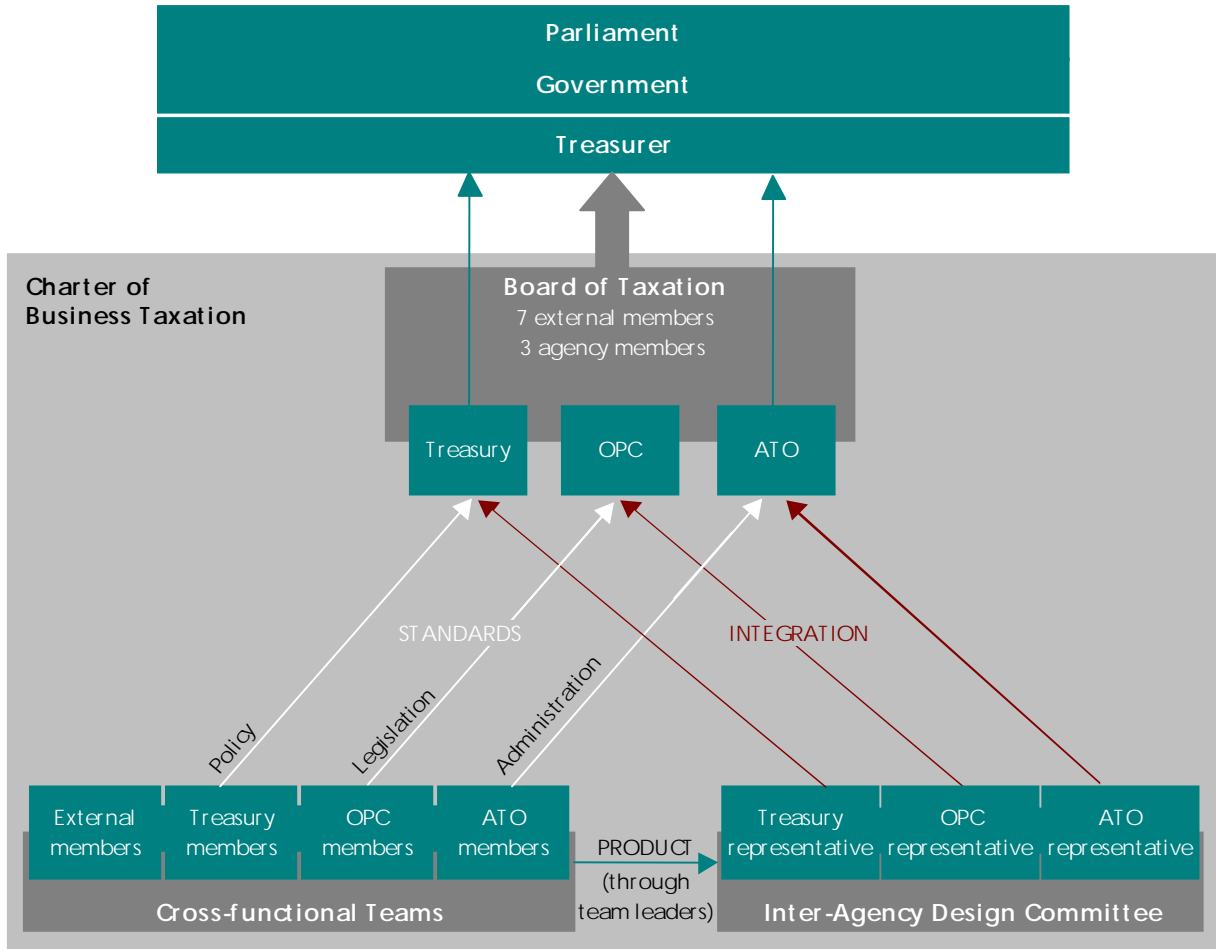 Parliament
Government
Treasurer
Charter of
Business Taxation
Board of Taxation
7 external members
3 agency members
Treasury
OPC
ATO
STANDARDS
INTEGRATION
Policy
Legislation
Administration
External
members
Treasury
members
OPC
members
ATO
members
PRODUCT
(through
team leaders)
Treasury
representative
OPC
representative
ATO
representative
Cross-functional Teams
Inter-Agency Design Committee